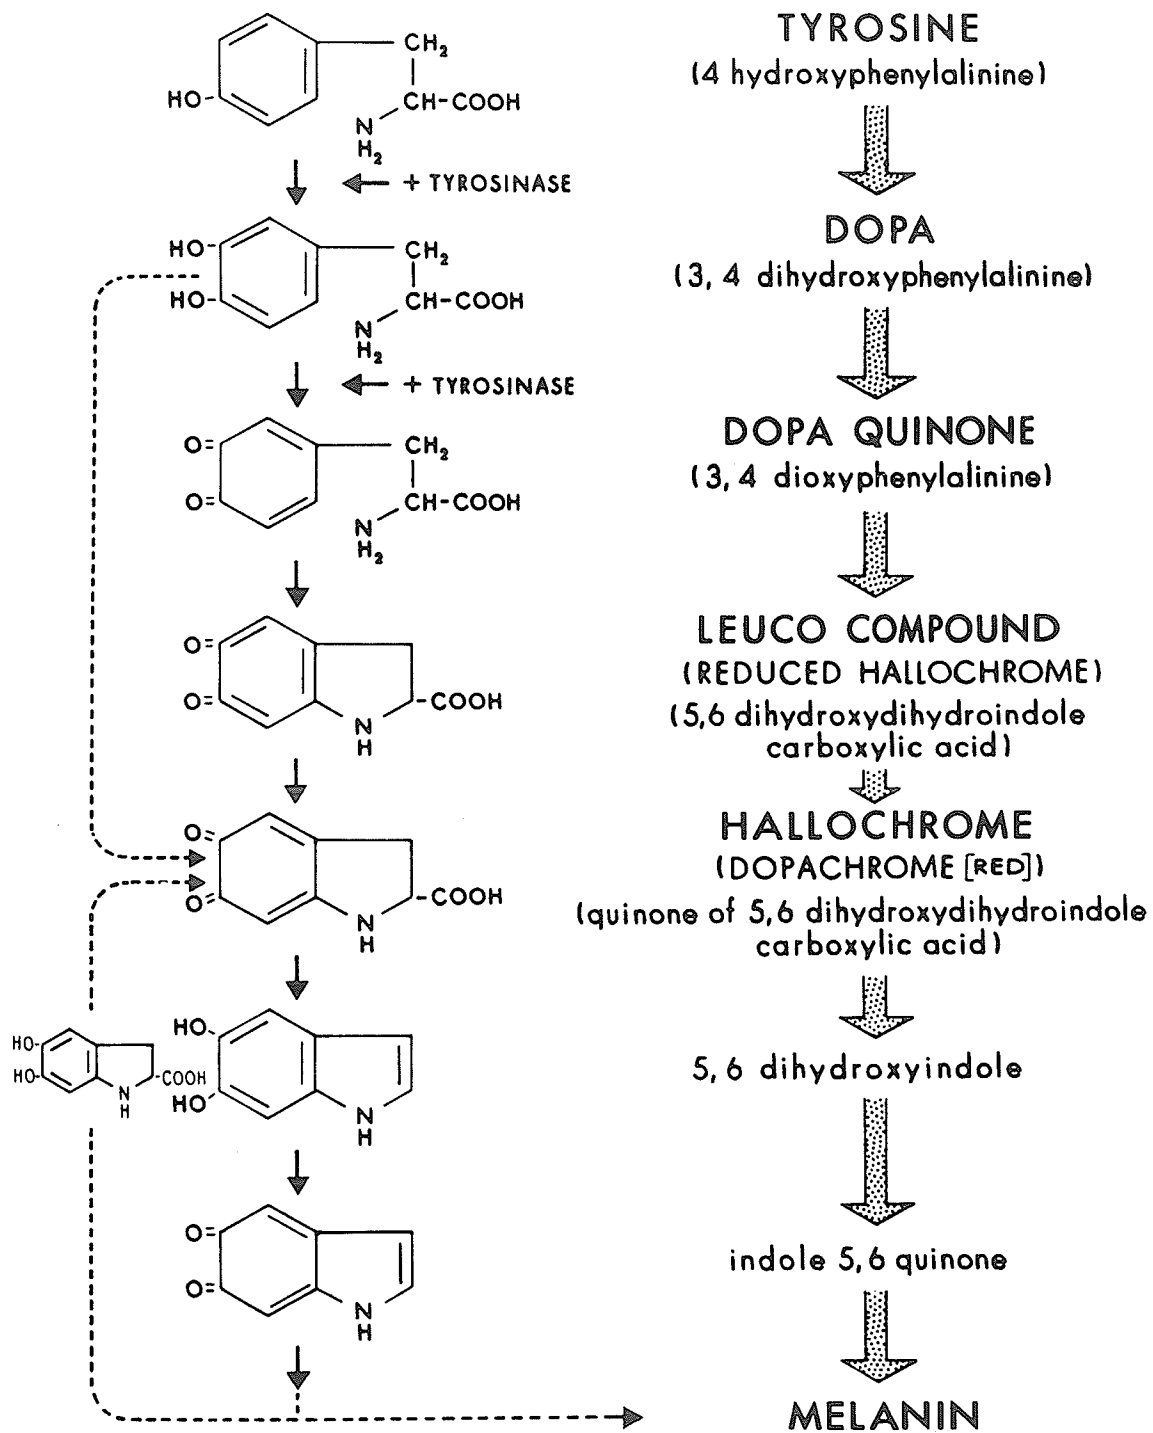 TYROSINE
(4 hydroxyphenylalinine)
CH2
HO
CH-COOH
N
H2
+ TYROSINASE
DOPA
(3, 4 dihydroxyphenylalinine)
HO
CH2
HO
CH-COOH
N
H2
+ TYROSINASE
DOPA QUINONE
(3, 4 dioxyphenylalinine)
O=
CH2
O=
CH-COOH
N
H2
LEUCO COMPOUND
(REDUCED HALLOCHROME)
(5,6 dihydroxydihydroindole
carboxylic acid)
O=
O=
-COOH
N
H
HALLOCHROME
(DOPACHROME [RED])
(quinone of 5,6 dihydroxydihydroindole
carboxylic acid)
O=
O=
-COOH
N
H
5, 6 dihydroxyindole
HO
HO
N
H
HO
HO
-COOH
N
H
indole 5,6 quinone
O=
O=
N
H
MELANIN